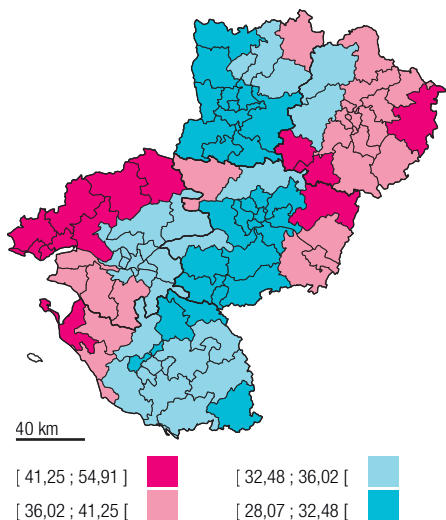 40 km
[ 41,25 ; 54,91 ]
[ 32,48 ; 36,02 [
[ 36,02 ; 41,25 [
[ 28,07 ; 32,48 [